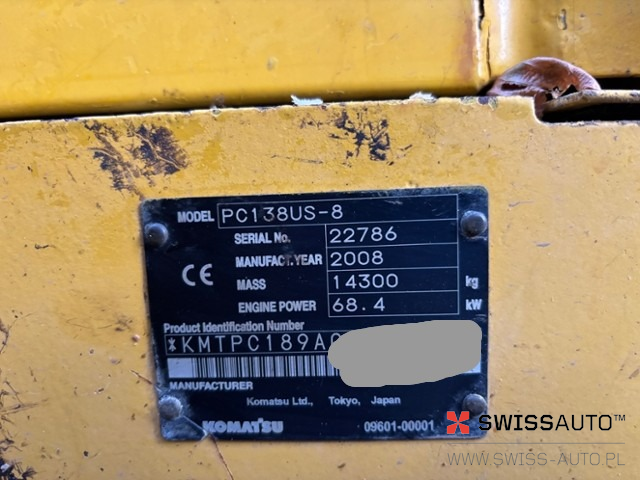 MODEL PC138US-8
SERIAL No. 22786
MANUFACT.YEAR 2008
CE MASS 14300 kg
ENGINE POWER 68.4 kW
Product Identification Number
*KMTPC189A
MANUFACTURER
Komatsu Ltd., Tokyo, Japan
KOMATSU 09601-00001
SWISSAUTO™
WWW.SWISS-AUTO.PL